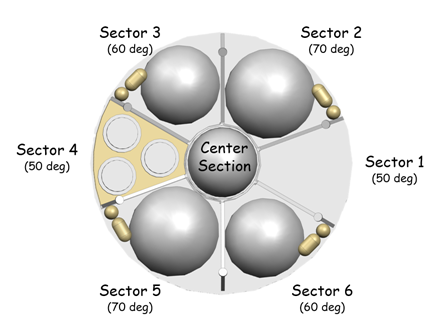 Sector 3
(60 deg)
Sector 2
(70 deg)
Center
Section
Sector 4
(50 deg)
Sector 1
(50 deg)
Sector 5
(70 deg)
Sector 6
(60 deg)